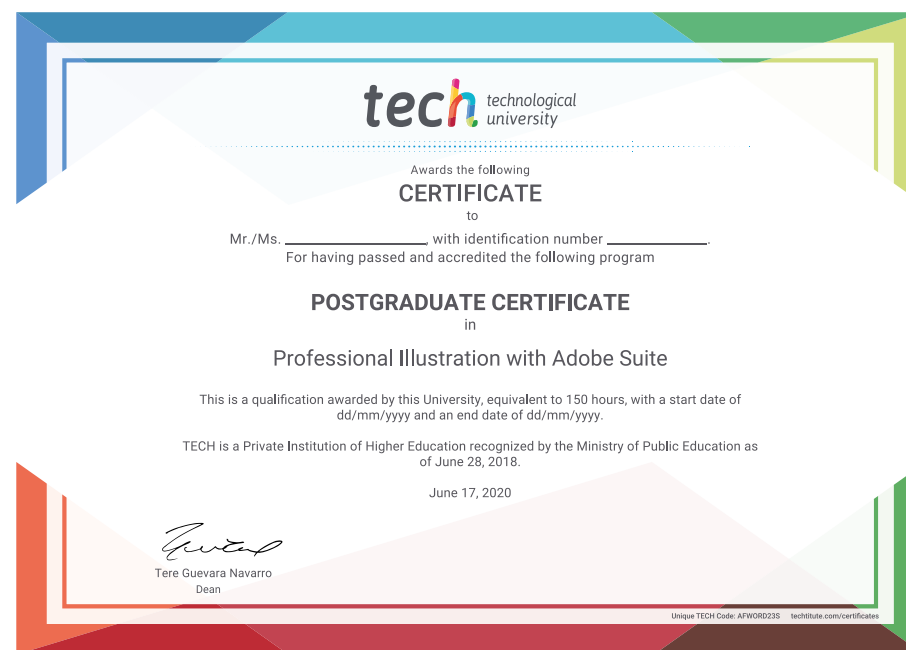 tech technological
university
Awards the following
CERTIFICATE
to
Mr./Ms. ____________, with identification number ____________.
For having passed and accredited the following program
POSTGRADUATE CERTIFICATE
in
Professional Illustration with Adobe Suite
This is a qualification awarded by this University, equivalent to 150 hours, with a start date of
dd/mm/yyyy and an end date of dd/mm/yyyy.
TECH is a Private Institution of Higher Education recognized by the Ministry of Public Education as
of June 28, 2018.
June 17, 2020
Tere Guevara Navarro
Dean
Unique TECH Code: AFWORD23S techtitute.com/certificates